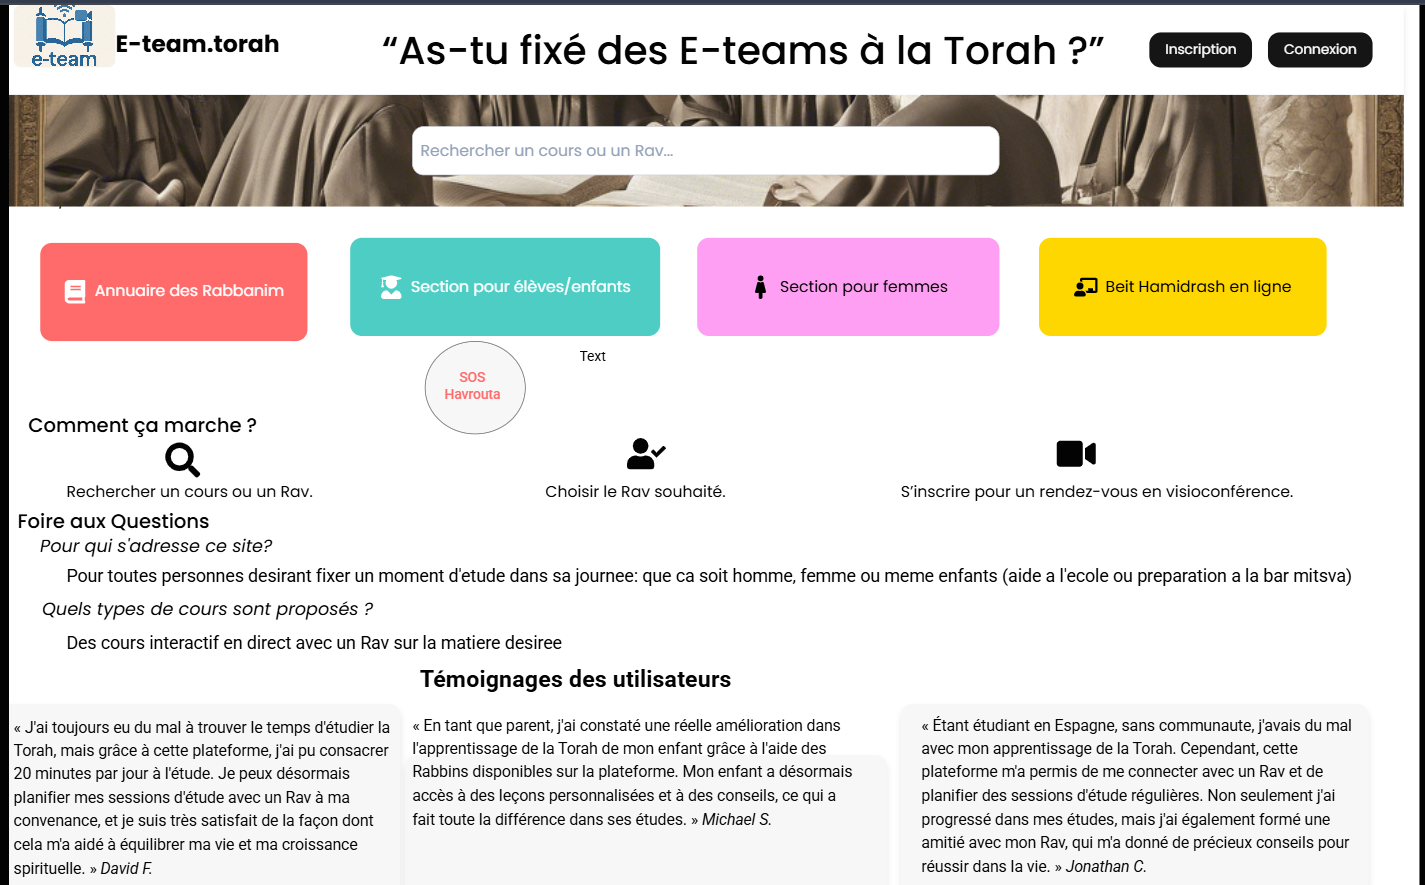 e-team
E-team.torah
“As-tu fixé des E-teams à la Torah ?”
Inscription
Connexion
Rechercher un cours ou un Rav...
Annuaire des Rabbanim
Section pour élèves/enfants
Section pour femmes
Beit Hamidrash en ligne
SOS
Havrouta
Text
Comment ça marche ?
Rechercher un cours ou un Rav.
Choisir le Rav souhaité.
S'inscrire pour un rendez-vous en visioconférence.
Foire aux Questions
Pour qui s'adresse ce site?
Pour toutes personnes desirant fixer un moment d'etude dans sa journee: que ca soit homme, femme ou meme enfants (aide a l'ecole ou preparation a la bar mitsva)
Quels types de cours sont proposés ?
Des cours interactif en direct avec un Rav sur la matiere desiree
Témoignages des utilisateurs
« J'ai toujours eu du mal à trouver le temps d'étudier la
Torah, mais grâce à cette plateforme, j'ai pu consacrer
20 minutes par jour à l'étude. Je peux désormais
planifier mes sessions d'étude avec un Rav à ma
convenance, et je suis très satisfait de la façon dont
cela m'a aidé à équilibrer ma vie et ma croissance
spirituelle. » David F.
« En tant que parent, j'ai constaté une réelle amélioration dans
l'apprentissage de la Torah de mon enfant grâce à l'aide des
Rabbins disponibles sur la plateforme. Mon enfant a désormais
accès à des leçons personnalisées et à des conseils, ce qui a
fait toute la différence dans ses études. » Michael S.
« Étant étudiant en Espagne, sans communaute, j'avais du mal
avec mon apprentissage de la Torah. Cependant, cette
plateforme m'a permis de me connecter avec un Rav et de
planifier des sessions d'étude régulières. Non seulement j'ai
progressé dans mes études, mais j'ai également formé une
amitié avec mon Rav, qui m'a donné de précieux conseils pour
réussir dans la vie. » Jonathan C.